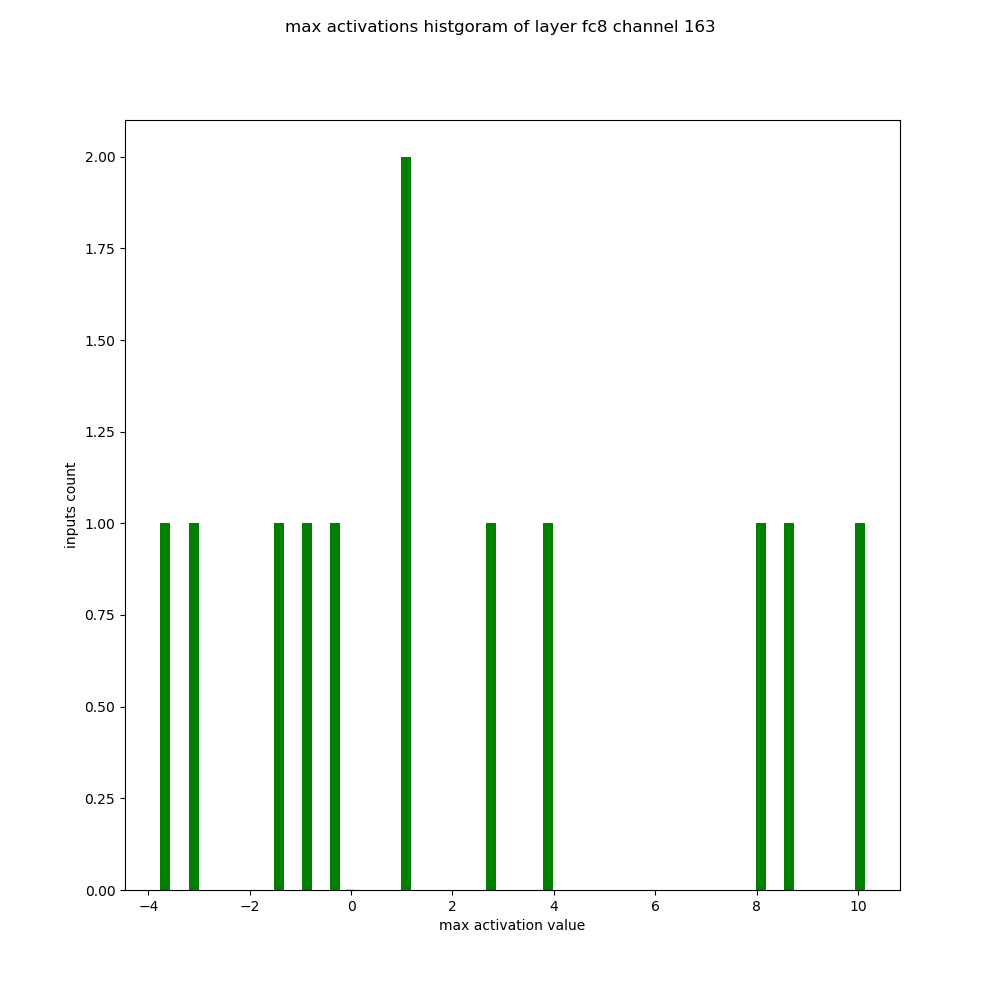 max activations histgoram of layer fc8 channel 163
2.00
1.75
1.50
1.25
1.00
0.75
0.50
0.25
0.00
inputs count
−4 −2 0 2 4 6 8 10
max activation value